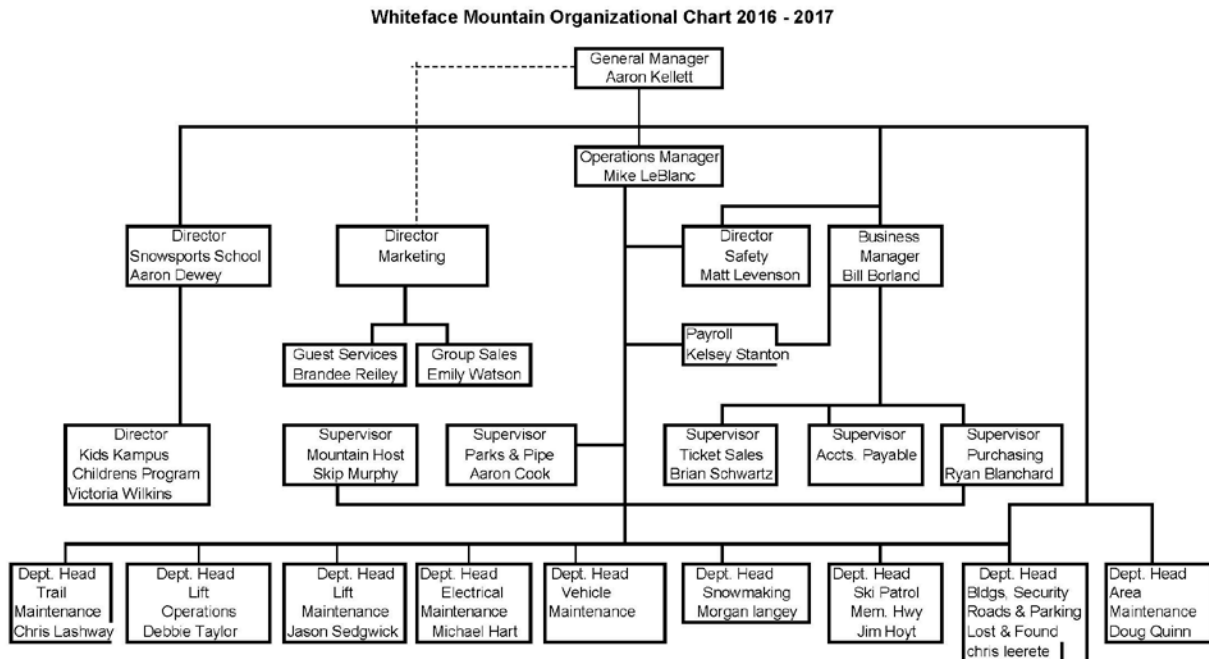 Whiteface Mountain Organizational Chart 2016 - 2017
General Manager
Aaron Kellett
Operations Manager
Mike LeBlanc
Director
Snowsports School
Aaron Dewey
Director
Marketing
Director
Safety
Matt Levenson
Business
Manager
Bill Borland
Payroll
Kelsey Stanton
Guest Services
Brandee Reiley
Group Sales
Emily Watson
Director
Kids Kampus
Childrens Program
Victoria Wilkins
Supervisor
Mountain Host
Skip Murphy
Supervisor
Parks & Pipe
Aaron Cook
Supervisor
Ticket Sales
Brian Schwartz
Supervisor
Accts. Payable
Supervisor
Purchasing
Ryan Blanchard
Dept. Head
Trail
Maintenance
Chris Lashway
Dept. Head
Lift
Operations
Debbie Taylor
Dept. Head
Lift
Maintenance
Jason Sedgwick
Dept. Head
Electrical
Maintenance
Michael Hart
Dept. Head
Vehicle
Maintenance
Dept. Head
Snowmaking
Morgan langey
Dept. Head
Ski Patrol
Mem. Hwy
Jim Hoyt
Dept. Head
Bldgs, Security
Roads & Parking
Lost & Found
chris leerete
Dept. Head
Area
Maintenance
Doug Quinn